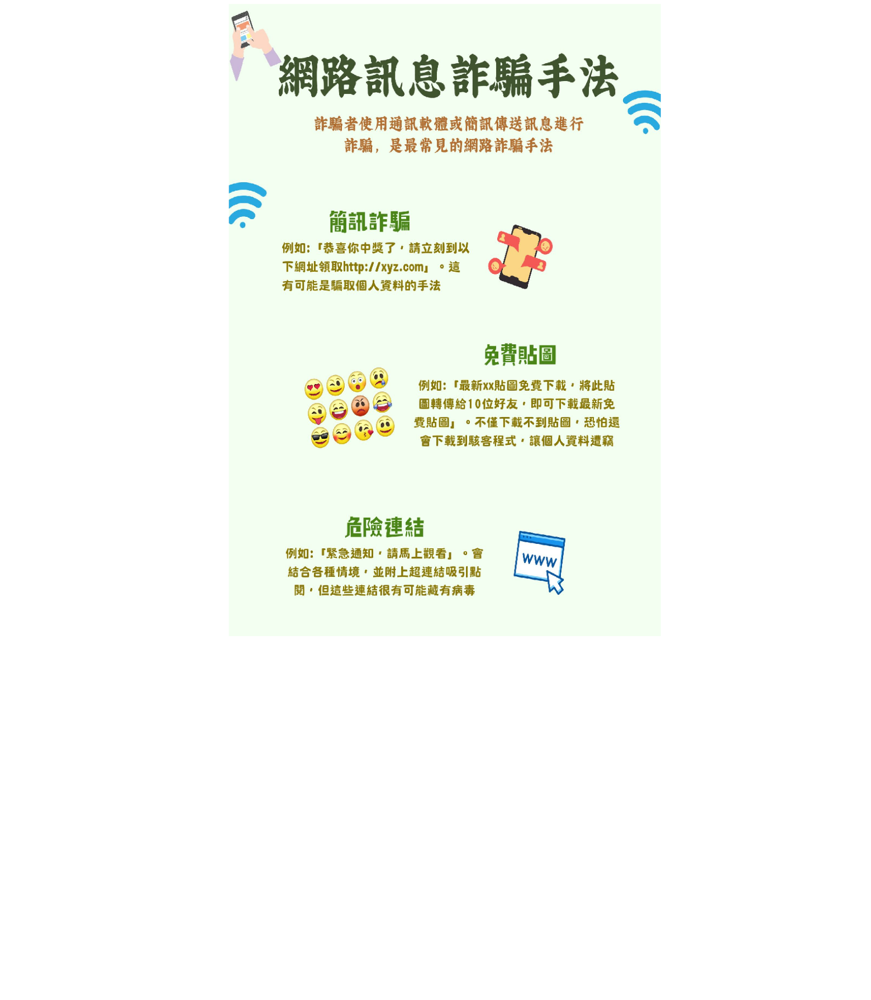 網路訊息詐騙手法
詐騙者使用通訊軟體或簡訊傳送訊息進行
詐騙，是最常見的網路詐騙手法
簡訊詐騙
例如:『恭喜你中獎了，請立刻到以
下網址領取http://xyz.com』。這
有可能是騙取個人資料的手法
免費貼圖
例如:『最新xx貼圖免費下載，將此貼
圖轉傳給10位好友，即可下載最新免
費貼圖』。不僅下載不到貼圖，恐怕還
會下載到駭客程式，讓個人資料遭竊
危險連結
例如:『緊急通知，請馬上觀看』。會
結合各種情境，並附上超連結吸引點
閱，但這些連結很有可能藏有病毒
WWW